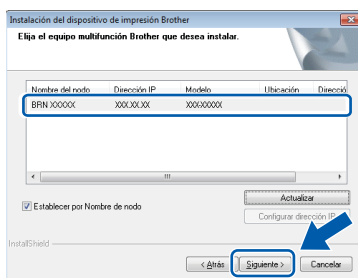 Instalación del dispositivo de impresión Brother
Elija el equipo multifunción Brother que desea instalar.
Nombre del nodo Dirección IP Modelo Ubicación Direcció
BRN XXXXX XXX.XX.XX XXX-XXXXX
Actualizar
Establecer por Nombre de nodo
Configurar dirección IP
InstallShield
< Atrás Siguiente > Cancelar